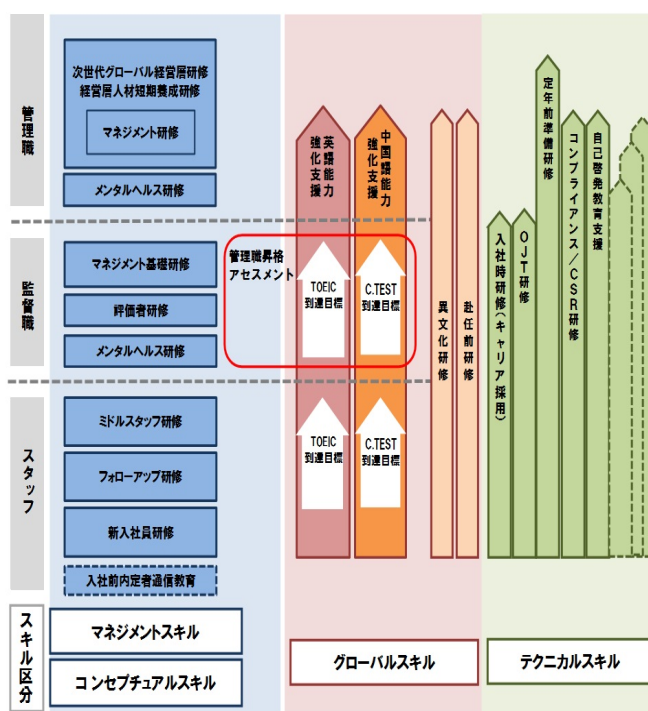 管理職
次世代グローバル経営層研修
経営層人材短期養成研修
マネジメント研修
メンタルヘルス研修
監督職
マネジメント基礎研修
評価者研修
メンタルヘルス研修
管理職昇格
アセスメント
スタッフ
ミドルスタッフ研修
フォローアップ研修
新入社員研修
入社前内定者通信教育
英語能力
強化支援
TOEIC
到達目標
TOEIC
到達目標
中国語能力
強化支援
C.TEST
到達目標
C.TEST
到達目標
異文化研修
赴任前研修
入社時研修(キャリア採用)
OJT研修
定年前準備研修
コンプライアンス/CSR研修
自己啓発教育支援
スキル区分
マネジメントスキル
コンセプチュアルスキル
グローバルスキル
テクニカルスキル